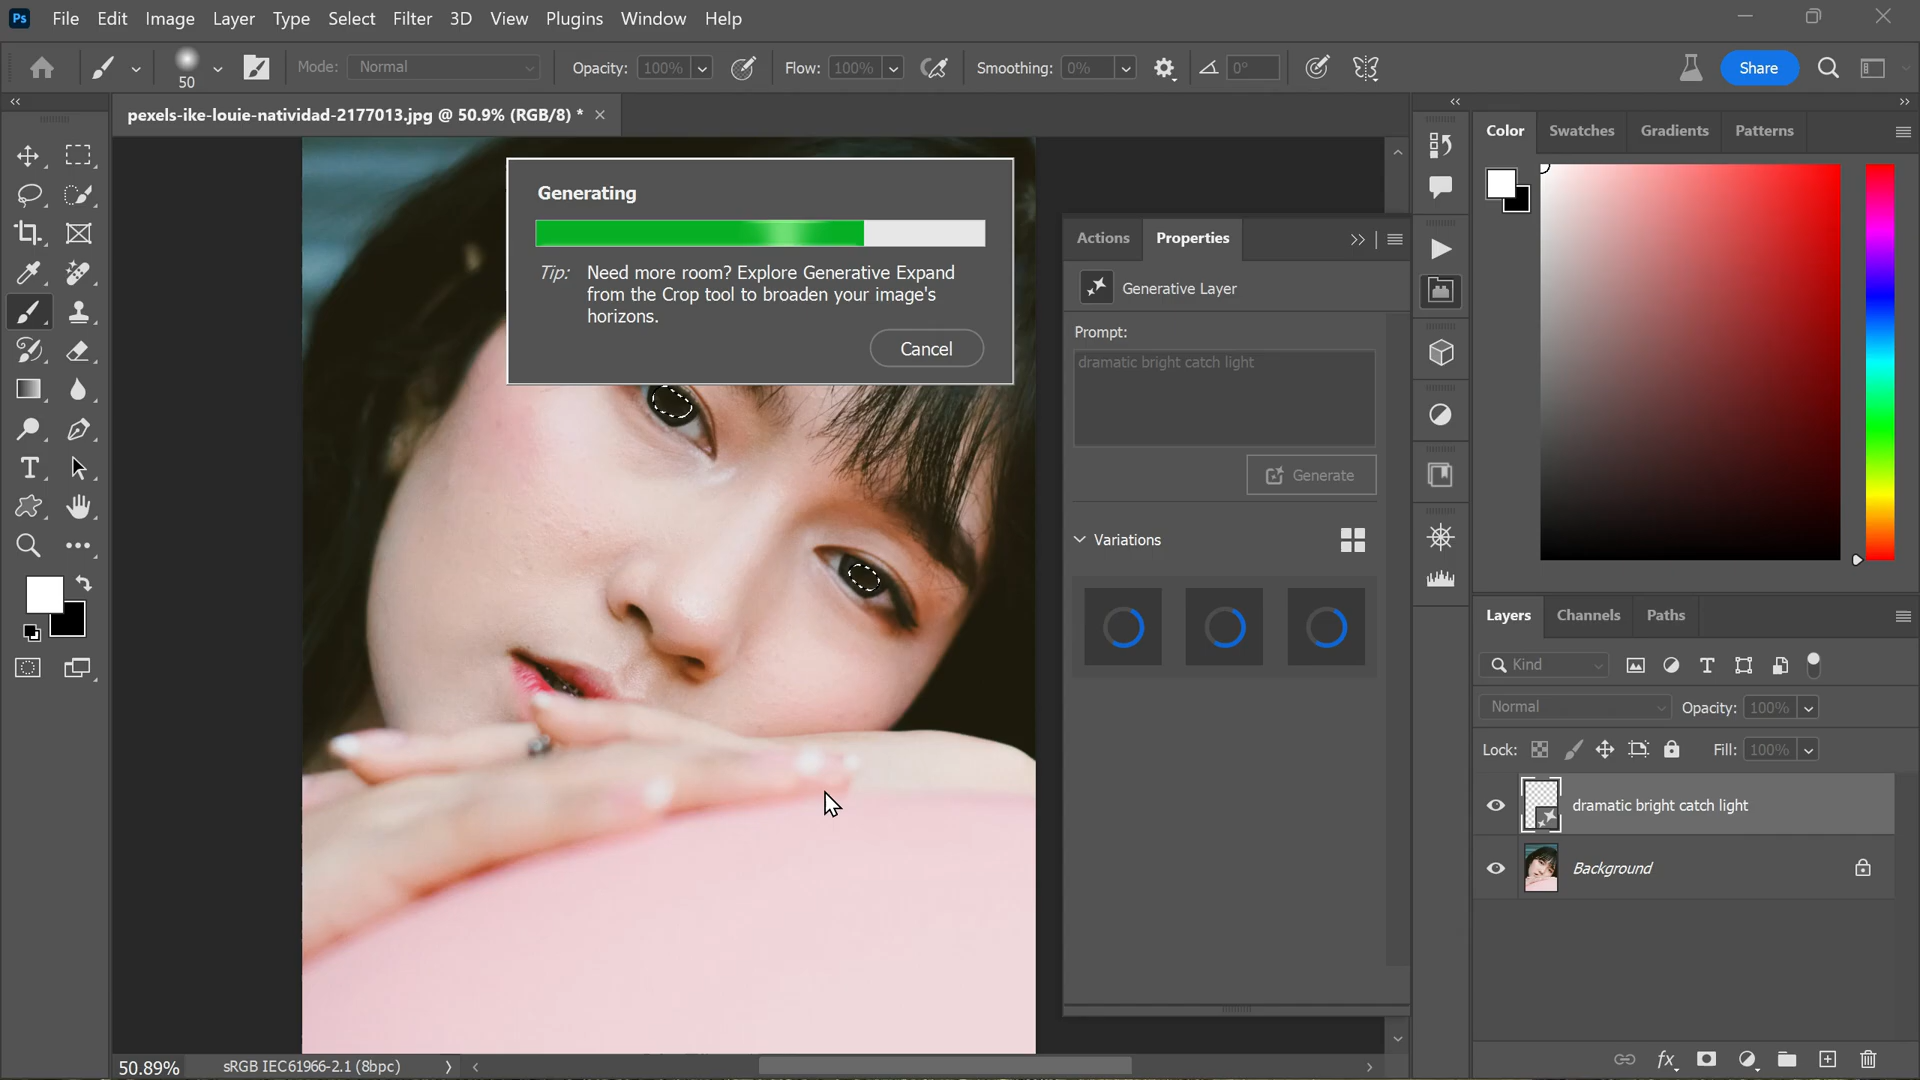 Ps File Edit Image Layer Type Select Filter 3D View Plugins Window Help
50 Mode: Normal Opacity: 100% Flow: 100% Smoothing: 0% 0° Share
pexels-ike-louie-natividad-2177013.jpg @ 50.9% (RGB/8) *
Generating
Tip: Need more room? Explore Generative Expand
from the Crop tool to broaden your image's
horizons.
Cancel
Actions Properties
Generative Layer
Prompt:
dramatic bright catch light
Generate
Variations
Color Swatches Gradients Patterns
Layers Channels Paths
Kind
Normal Opacity: 100%
Lock: Fill: 100%
dramatic bright catch light
Background
50.89% sRGB IEC61966-2.1 (8bpc)